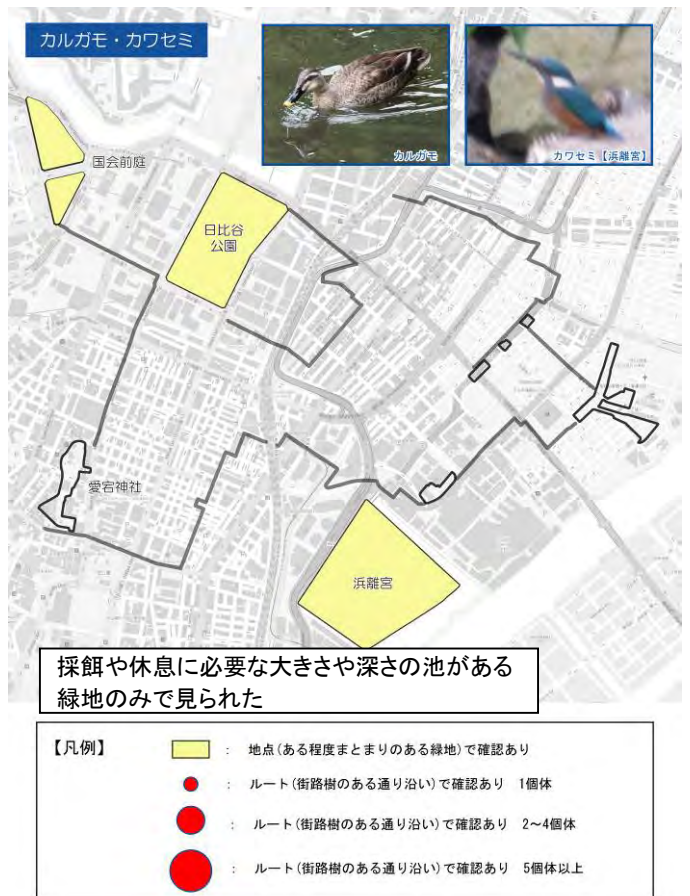 カルガモ・カワセミ
カルガモ
カワセミ【浜離宮】
国会前庭
日比谷
公園
愛宕神社
浜離宮
採餌や休息に必要な大きさや深さの池がある
緑地のみで見られた
【凡例】
： 地点(ある程度まとまりのある緑地)で確認あり
： ルート(街路樹のある通り沿い)で確認あり 1個体
： ルート(街路樹のある通り沿い)で確認あり 2～4個体
： ルート(街路樹のある通り沿い)で確認あり 5個体以上